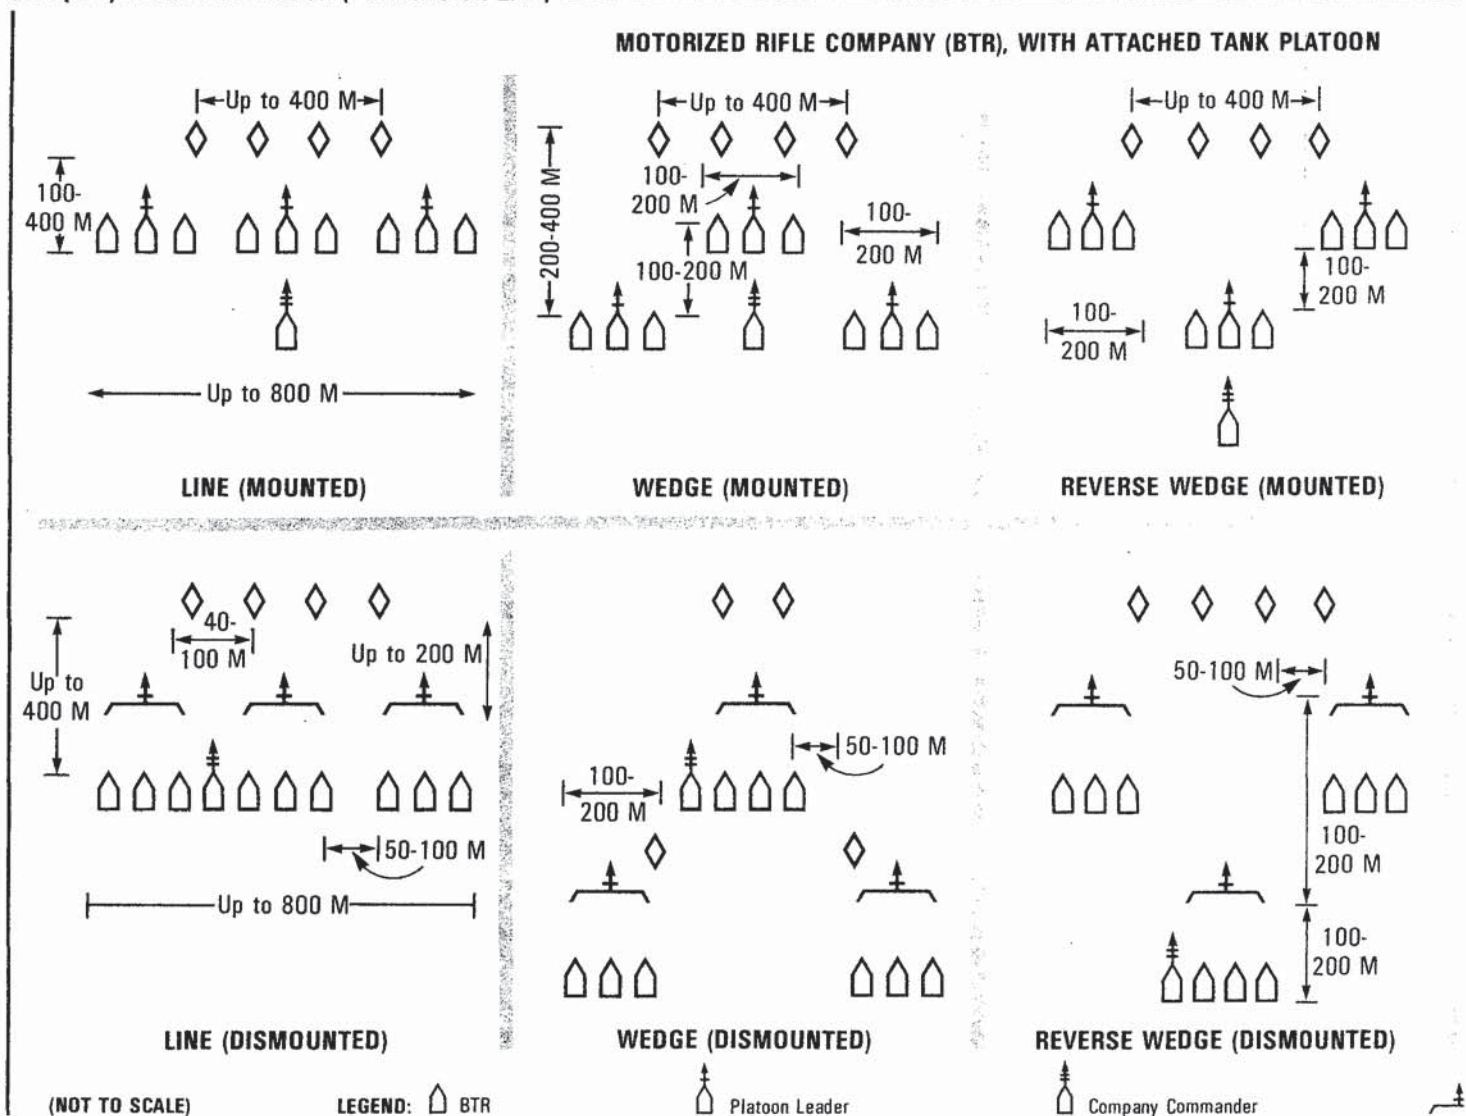 MOTORIZED RIFLE COMPANY (BTR), WITH ATTACHED TANK PLATOON
Up to 400 M
100-
400 M
Up to 800 M
LINE (MOUNTED)
Up to 400 M
200-400 M
100-
200 M
100-
200 M
100-200 M
WEDGE (MOUNTED)
Up to 400 M
100-
200 M
100-
200 M
REVERSE WEDGE (MOUNTED)
40-
100 M
Up to 200 M
Up to
400 M
50-100 M
Up to 800 M
LINE (DISMOUNTED)
50-100 M
100-
200 M
WEDGE (DISMOUNTED)
50-100 M
100-
200 M
100-
200 M
REVERSE WEDGE (DISMOUNTED)
(NOT TO SCALE)
LEGEND:
BTR
Platoon Leader
Company Commander